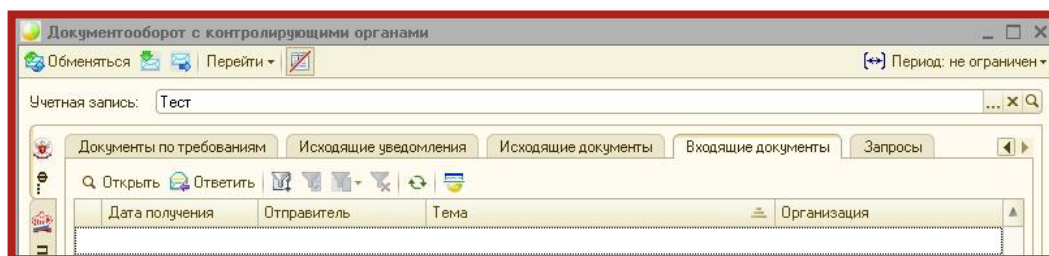 Документооборот с контролирующими органами
Обменяться Перейти Период: не ограничен
Учетная запись: Тест ...
Документы по требованиям Исходящие уведомления Исходящие документы Входящие документы Запросы
Открыть Ответить
Дата получения Отправитель Тема Организация